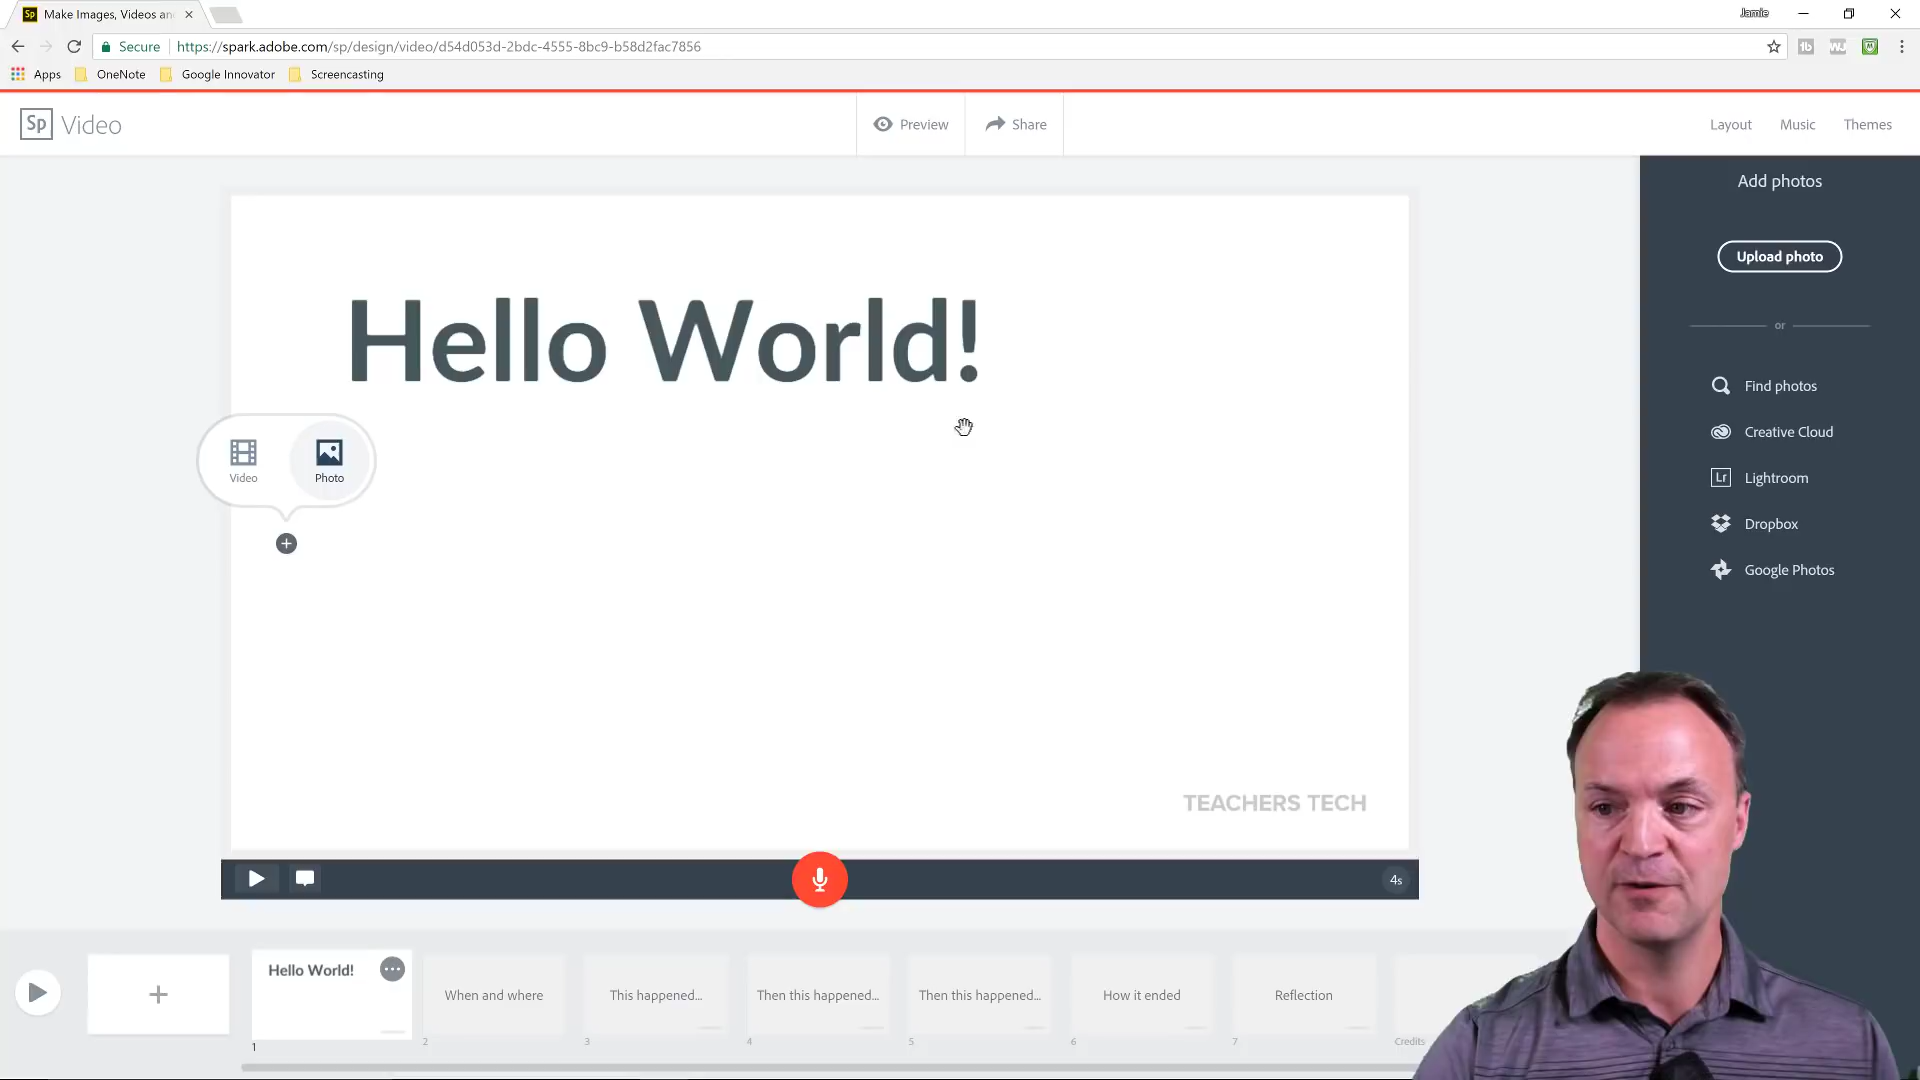 Sp Make Images, Videos an
Jamie
Secure https://spark.adobe.com/sp/design/video/d54d053d-2bdc-4555-8bc9-b58d2fac7856
Apps OneNote Google Innovator Screencasting
Sp Video Preview Share Layout Music Themes
Add photos
Upload photo
or
Find photos
Creative Cloud
Lr Lightroom
Dropbox
Google Photos
Hello World!
Video Photo
TEACHERS TECH
4s
Hello World! When and where This happened... Then this happened... Then this happened... How it ended Reflection
1 2 3 4 5 6 7 Credits